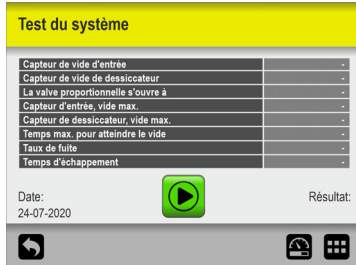 Test du système
Capteur de vide d'entrée -
Capteur de vide de dessiccateur -
La valve proportionnelle s'ouvre à -
Capteur d'entrée, vide max. -
Capteur de dessiccateur, vide max. -
Temps max. pour atteindre le vide -
Taux de fuite -
Temps d'échappement -
Date: Résultat:
24-07-2020